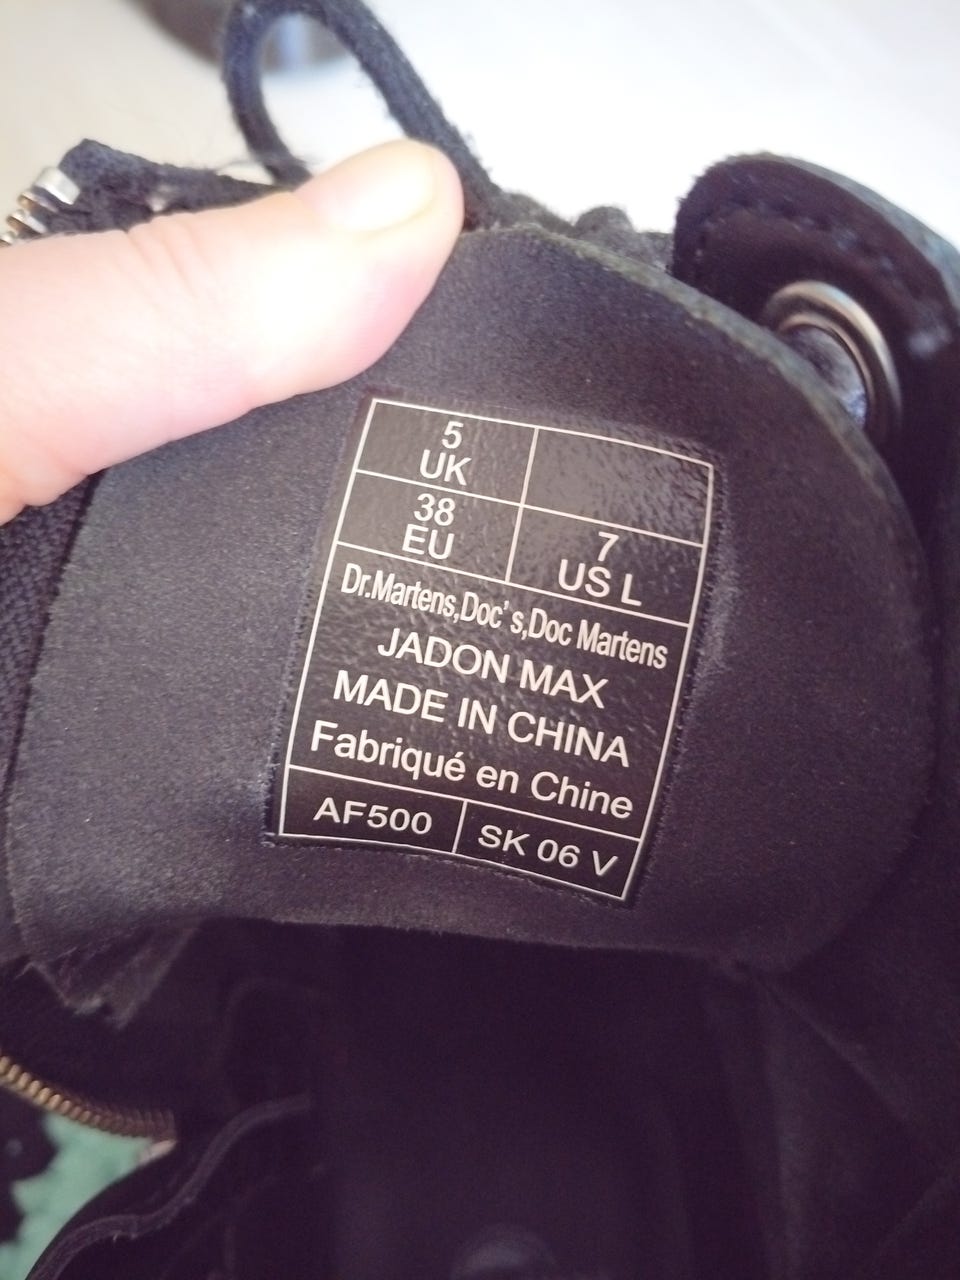 5
UK
38
EU
7
US L
Dr.Martens,Doc's,Doc Martens
JADON MAX
MADE IN CHINA
Fabriqué en Chine
AF500
SK 06 V